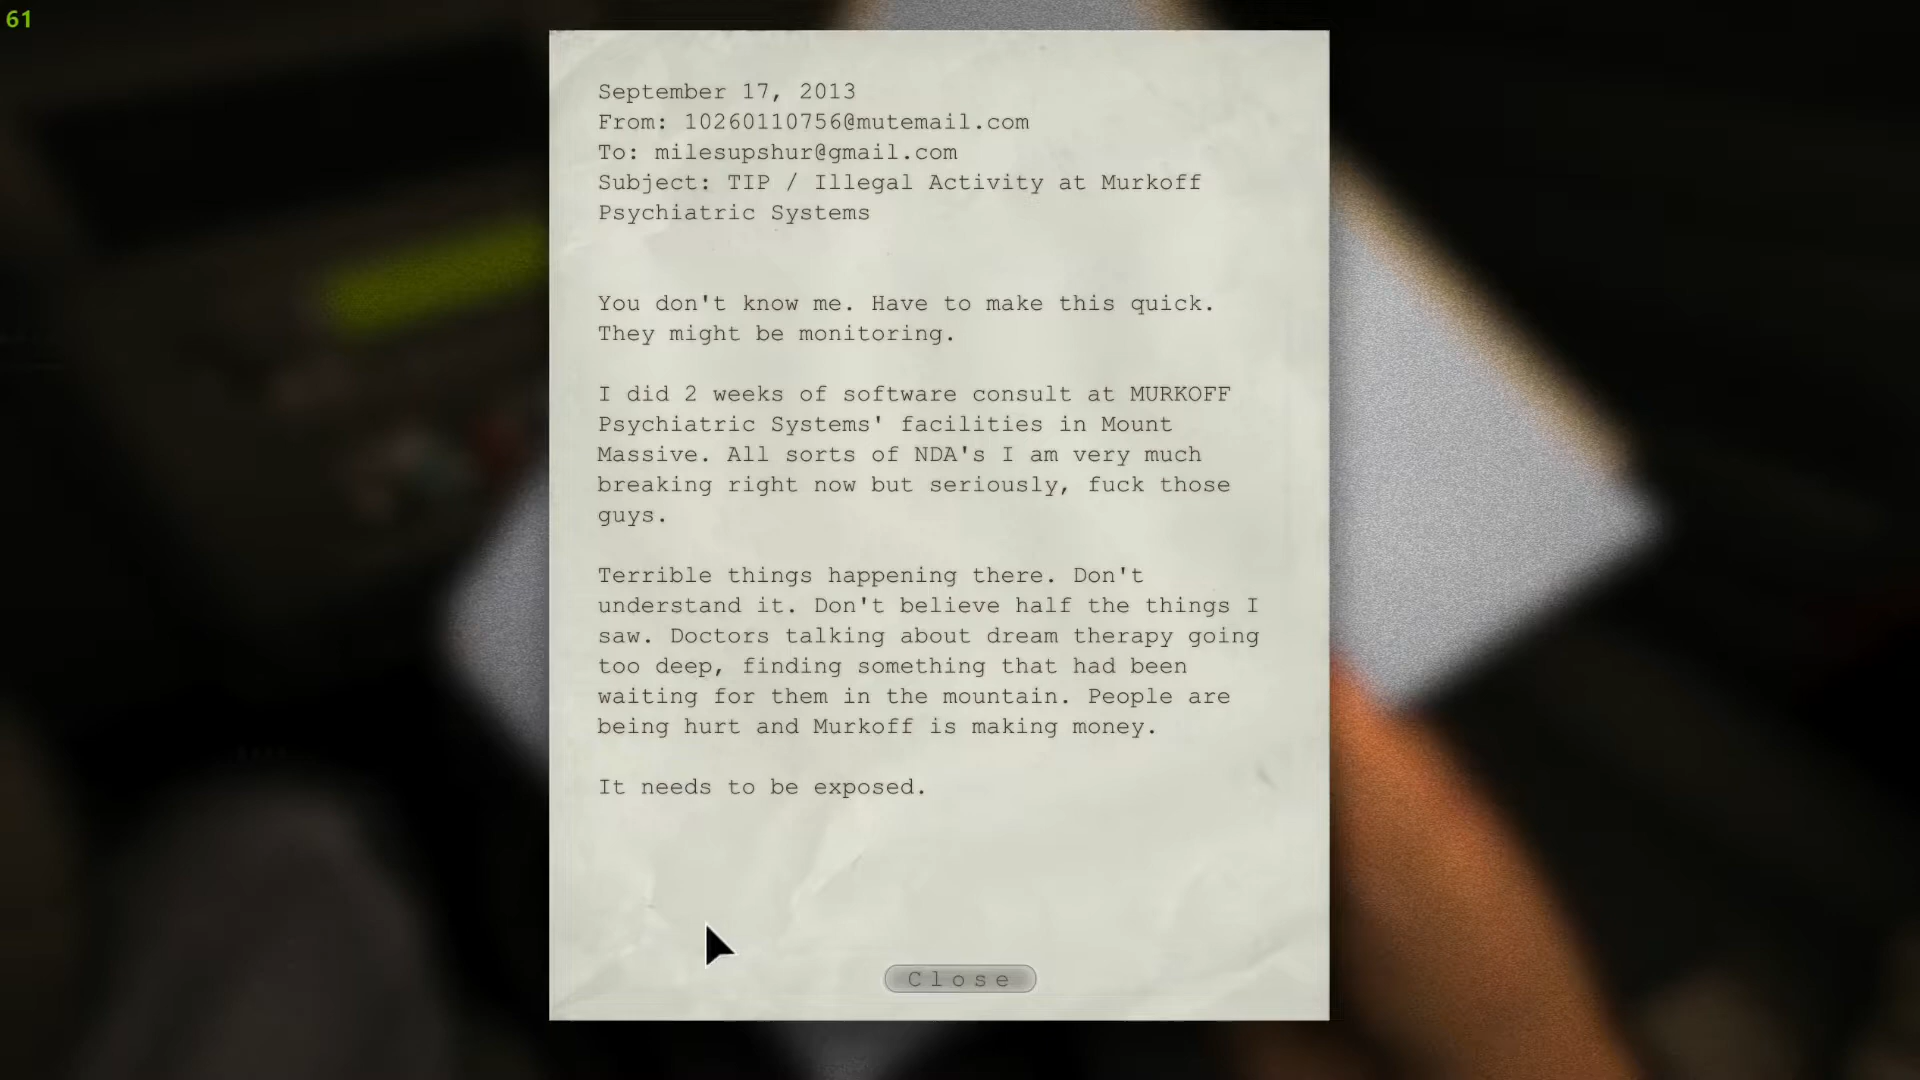 61
September 17, 2013
From: 10260110756@mutemail.com
To: milesupshur@gmail.com
Subject: TIP / Illegal Activity at Murkoff
Psychiatric Systems
You don't know me. Have to make this quick.
They might be monitoring.
I did 2 weeks of software consult at MURKOFF
Psychiatric Systems' facilities in Mount
Massive. All sorts of NDA's I am very much
breaking right now but seriously, fuck those
guys.
Terrible things happening there. Don't
understand it. Don't believe half the things I
saw. Doctors talking about dream therapy going
too deep, finding something that had been
waiting for them in the mountain. People are
being hurt and Murkoff is making money.
It needs to be exposed.
Close